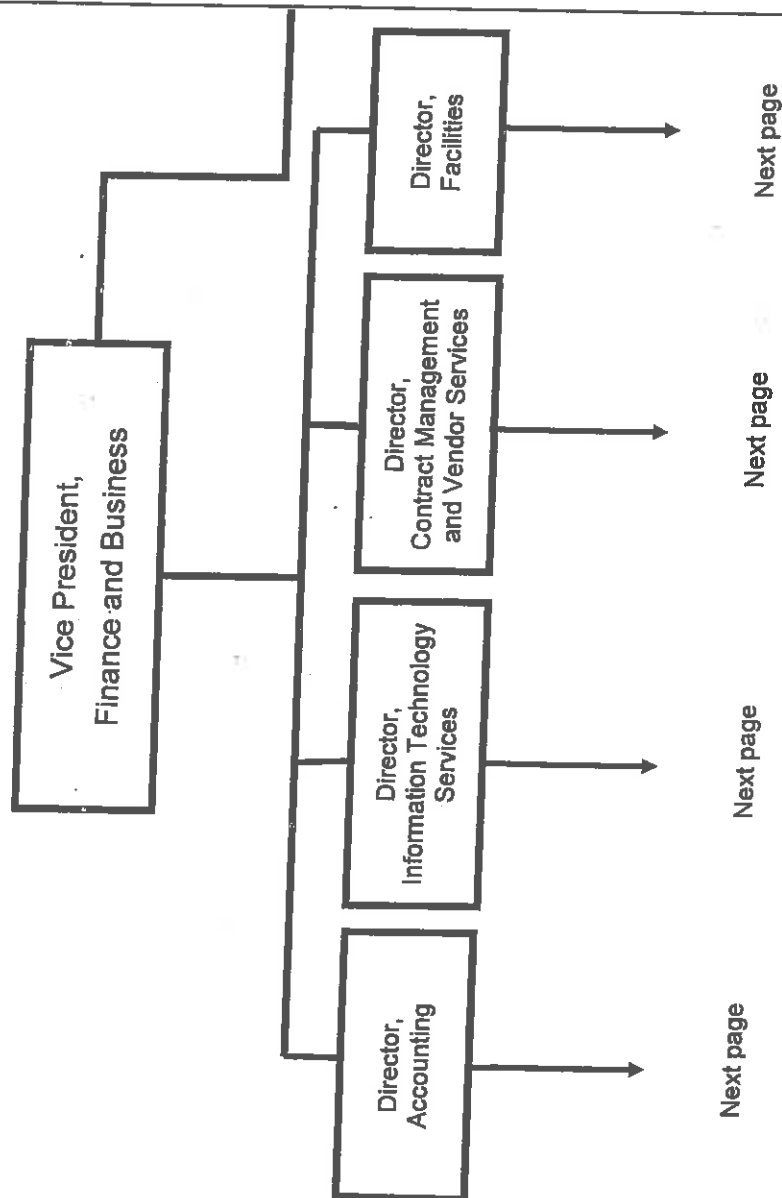 Vice President,
Finance and Business
Director,
Accounting
Director,
Information Technology
Services
Director,
Contract Management
and Vendor Services
Director,
Facilities
Next page
Next page
Next page
Next page